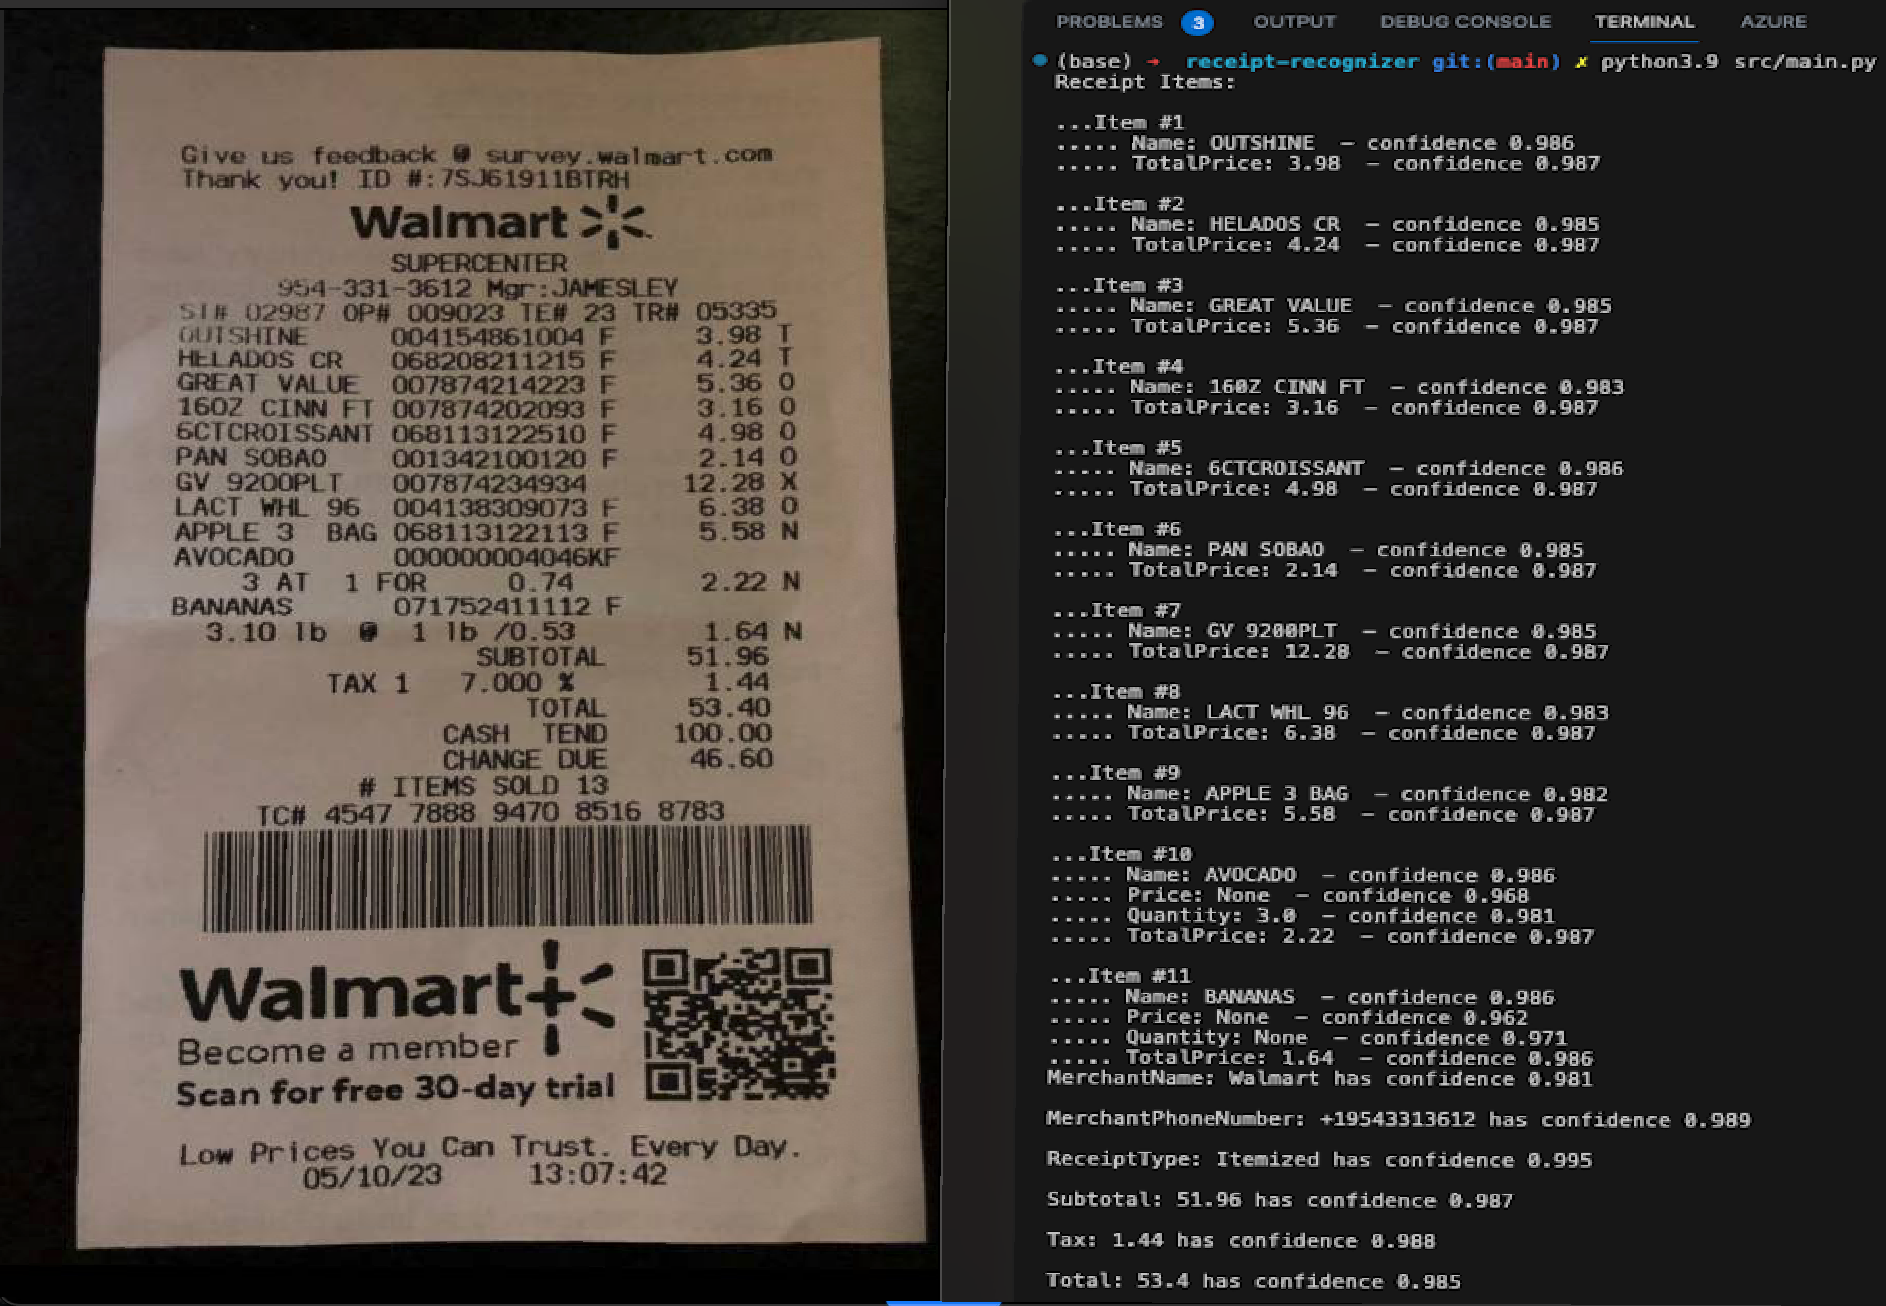 Give us feedback @ survey.walmart.com
Thank you! ID #:7SJ61911BTRH
Walmart
SUPERCENTER
954-331-3612 Mgr:JAMESLEY
ST# 02987 OP# 009023 TE# 23 TR# 05335
OUTSHINE 004154861004 F 3.98 T
HELADOS CR 068208211215 F 4.24 T
GREAT VALUE 007874214223 F 5.36 O
16OZ CINN FT 007874202093 F 3.16 O
6CTCROISSANT 068113122510 F 4.98 O
PAN SOBAO 001342100120 F 2.14 O
GV 9200PLT 007874234934 12.28 X
LACT WHL 96 004138309073 F 6.38 O
APPLE 3 BAG 068113122113 F 5.58 N
AVOCADO 000000004046KF
3 AT 1 FOR 0.74 2.22 N
BANANAS 071752411112 F
3.10 lb @ 1 lb /0.53 1.64 N
SUBTOTAL 51.96
TAX 1 7.000 % 1.44
TOTAL 53.40
CASH TEND 100.00
CHANGE DUE 46.60
# ITEMS SOLD 13
TC# 4547 7888 9470 8516 8783
Walmart+
Become a member
Scan for free 30-day trial
Low Prices You Can Trust. Every Day.
05/10/23 13:07:42
PROBLEMS 3 OUTPUT DEBUG CONSOLE TERMINAL AZURE
(base) → receipt-recognizer git:(main) ✗ python3.9 src/main.py
Receipt Items:
...Item #1
..... Name: OUTSHINE – confidence 0.986
..... TotalPrice: 3.98 – confidence 0.987
...Item #2
..... Name: HELADOS CR – confidence 0.985
..... TotalPrice: 4.24 – confidence 0.987
...Item #3
..... Name: GREAT VALUE – confidence 0.985
..... TotalPrice: 5.36 – confidence 0.987
...Item #4
..... Name: 160Z CINN FT – confidence 0.983
..... TotalPrice: 3.16 – confidence 0.987
...Item #5
..... Name: 6CTCROISSANT – confidence 0.986
..... TotalPrice: 4.98 – confidence 0.987
...Item #6
..... Name: PAN SOBAO – confidence 0.985
..... TotalPrice: 2.14 – confidence 0.987
...Item #7
..... Name: GV 9200PLT – confidence 0.985
..... TotalPrice: 12.28 – confidence 0.987
...Item #8
..... Name: LACT WHL 96 – confidence 0.983
..... TotalPrice: 6.38 – confidence 0.987
...Item #9
..... Name: APPLE 3 BAG – confidence 0.982
..... TotalPrice: 5.58 – confidence 0.987
...Item #10
..... Name: AVOCADO – confidence 0.986
..... Price: None – confidence 0.968
..... Quantity: 3.0 – confidence 0.981
..... TotalPrice: 2.22 – confidence 0.987
...Item #11
..... Name: BANANAS – confidence 0.986
..... Price: None – confidence 0.962
..... Quantity: None – confidence 0.971
..... TotalPrice: 1.64 – confidence 0.986
MerchantName: Walmart has confidence 0.981
MerchantPhoneNumber: +19543313612 has confidence 0.989
ReceiptType: Itemized has confidence 0.995
Subtotal: 51.96 has confidence 0.987
Tax: 1.44 has confidence 0.988
Total: 53.4 has confidence 0.985